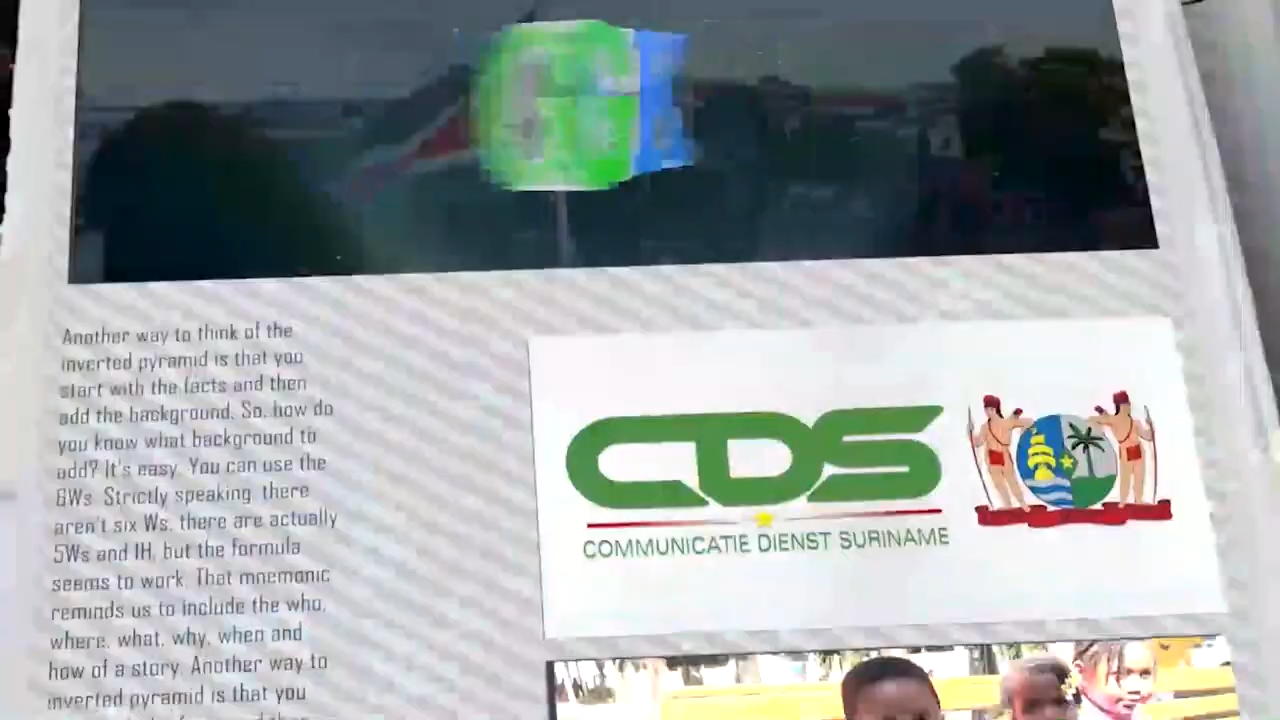 Another way to think of the
inverted pyramid is that you
start with the facts and then
add the background. So, how do
you know what background to
add? It's easy. You can use the
6Ws. Strictly speaking, there
aren't six Ws, there are actually
5Ws and 1H, but the formula
seems to work. That mnemonic
reminds us to include the who,
where, what, why, when and
how of a story. Another way to
inverted pyramid is that you
CDS
COMMUNICATIE DIENST SURINAME